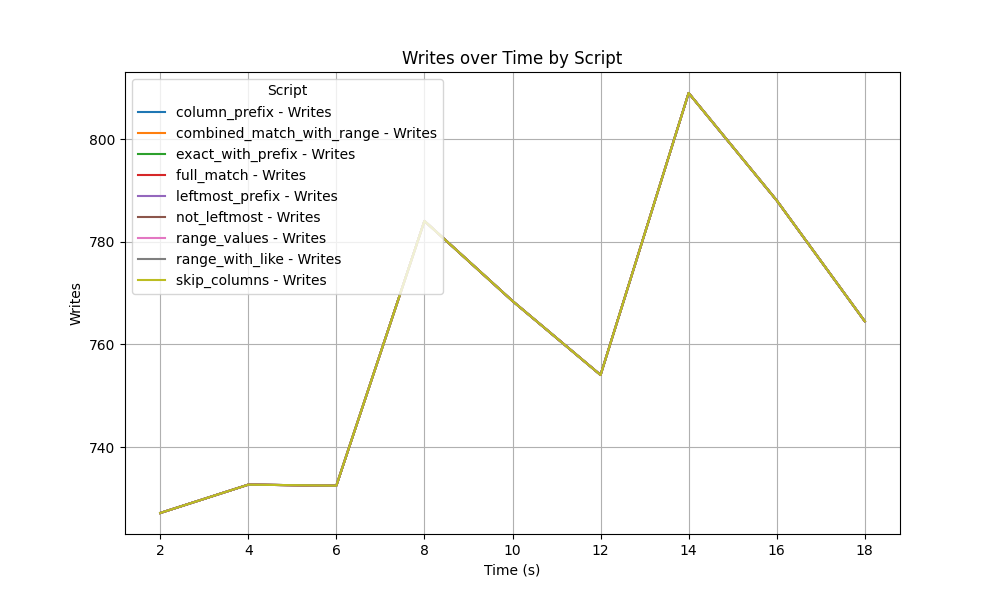 Writes over Time by Script
Script
column_prefix - Writes
combined_match_with_range - Writes
exact_with_prefix - Writes
full_match - Writes
leftmost_prefix - Writes
not_leftmost - Writes
range_values - Writes
range_with_like - Writes
skip_columns - Writes
Writes
800
780
760
740
2 4 6 8 10 12 14 16 18
Time (s)